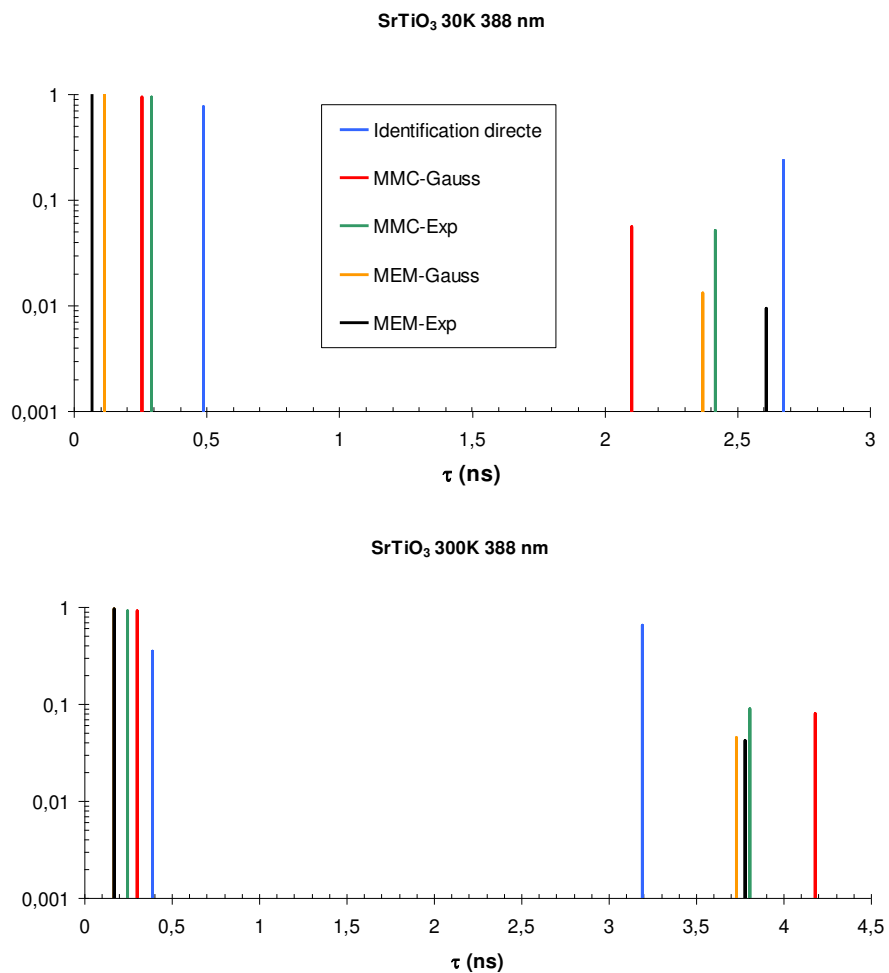 SrTiO₃ 30K 388 nm
1
0,1
0,01
0,001
Identification directe
MMC-Gauss
MMC-Exp
MEM-Gauss
MEM-Exp
0 0,5 1 1,5 2 2,5 3
τ (ns)
SrTiO₃ 300K 388 nm
1
0,1
0,01
0,001
0 0,5 1 1,5 2 2,5 3 3,5 4 4,5
τ (ns)